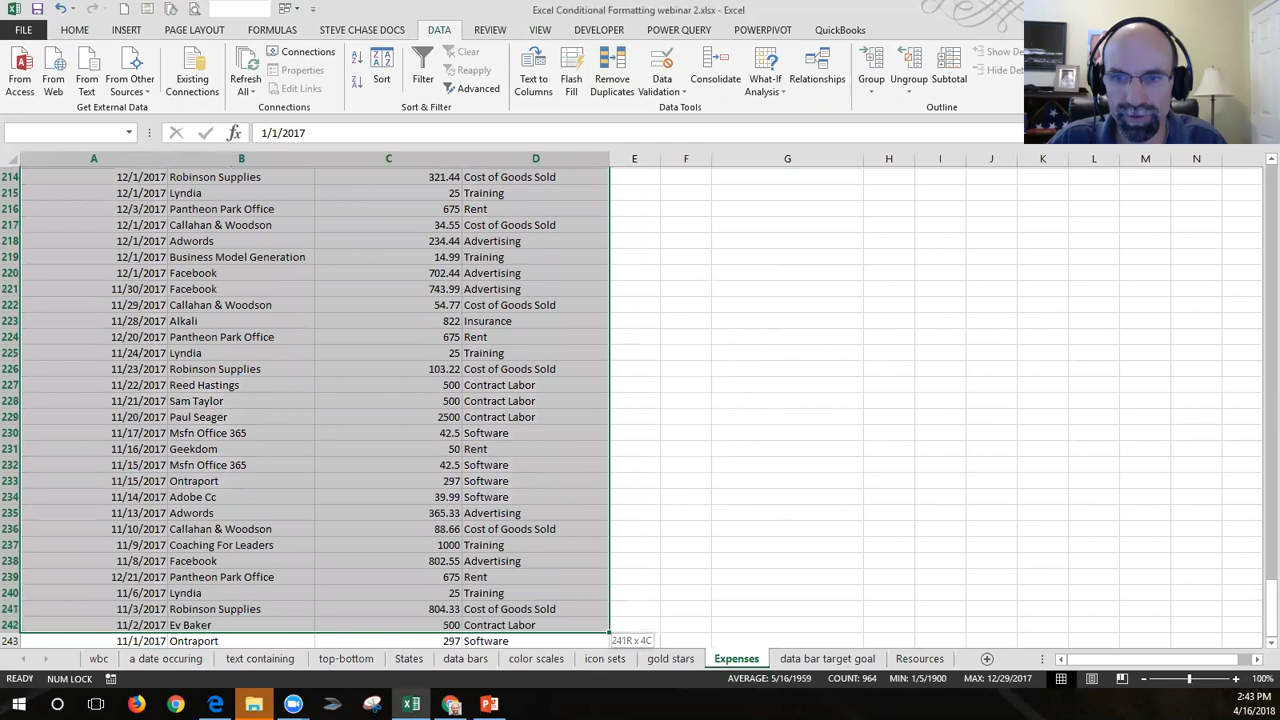 Excel Conditional Formatting webinar 2.xlsx - Excel
FILE HOME INSERT PAGE LAYOUT FORMULAS STEVE CHASE DOCS DATA REVIEW VIEW DEVELOPER POWER QUERY POWERPIVOT QuickBooks
From Access From Web From Text From Other Sources Existing Connections Refresh All Connections Properties Edit Links Sort Filter Clear Reapply Advanced Text to Columns Flash Fill Remove Duplicates Data Validation Consolidate What-If Analysis Relationships Group Ungroup Subtotal Show De Hide Det
Get External Data Connections Sort & Filter Data Tools Outline
fx 1/1/2017
A B C D E F G H I J K L M N
214 12/1/2017 Robinson Supplies 321.44 Cost of Goods Sold
215 12/1/2017 Lyndia 25 Training
216 12/3/2017 Pantheon Park Office 675 Rent
217 12/1/2017 Callahan & Woodson 34.55 Cost of Goods Sold
218 12/1/2017 Adwords 234.44 Advertising
219 12/1/2017 Business Model Generation 14.99 Training
220 12/1/2017 Facebook 702.44 Advertising
221 11/30/2017 Facebook 743.99 Advertising
222 11/29/2017 Callahan & Woodson 54.77 Cost of Goods Sold
223 11/28/2017 Alkali 822 Insurance
224 12/20/2017 Pantheon Park Office 675 Rent
225 11/24/2017 Lyndia 25 Training
226 11/23/2017 Robinson Supplies 103.22 Cost of Goods Sold
227 11/22/2017 Reed Hastings 500 Contract Labor
228 11/21/2017 Sam Taylor 500 Contract Labor
229 11/20/2017 Paul Seager 2500 Contract Labor
230 11/17/2017 Msfn Office 365 42.5 Software
231 11/16/2017 Geekdom 50 Rent
232 11/15/2017 Msfn Office 365 42.5 Software
233 11/15/2017 Ontraport 297 Software
234 11/14/2017 Adobe Cc 39.99 Software
235 11/13/2017 Adwords 365.33 Advertising
236 11/10/2017 Callahan & Woodson 88.66 Cost of Goods Sold
237 11/9/2017 Coaching For Leaders 1000 Training
238 11/8/2017 Facebook 802.55 Advertising
239 12/21/2017 Pantheon Park Office 675 Rent
240 11/6/2017 Lyndia 25 Training
241 11/3/2017 Robinson Supplies 804.33 Cost of Goods Sold
242 11/2/2017 Ev Baker 500 Contract Labor
243 11/1/2017 Ontraport 297 Software 241R x 4C
wbc a date occuring text containing top-bottom States data bars color scales icon sets gold stars Expenses data bar target goal Resources
READY NUM LOCK AVERAGE: 5/16/1959 COUNT: 964 MIN: 1/5/1900 MAX: 12/29/2017 100%
2:43 PM
4/16/2018